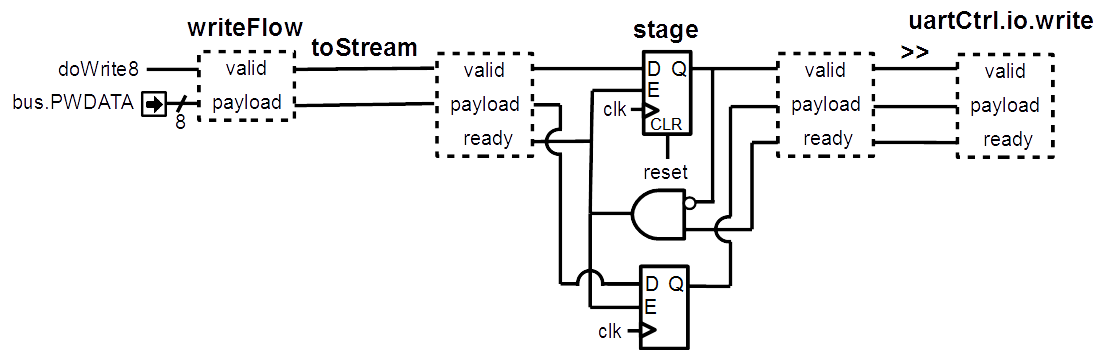 writeFlow
toStream
stage
uartCtrl.io.write
>>
doWrite8
valid
bus.PWDATA
payload
8
valid
payload
ready
D Q
E
clk
CLR
reset
valid
payload
ready
valid
payload
ready
D Q
E
clk